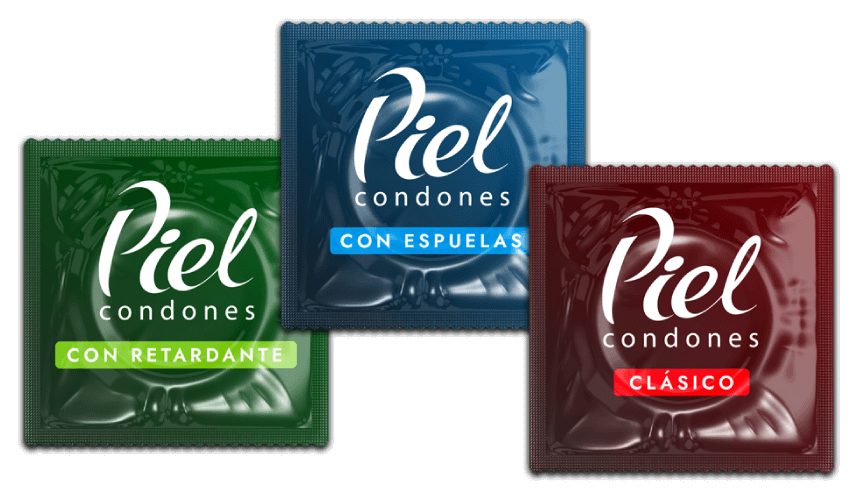 Piel
condones
CON RETARDANTE
Piel
condones
CON ESPUELAS
Piel
condones
CLÁSICO